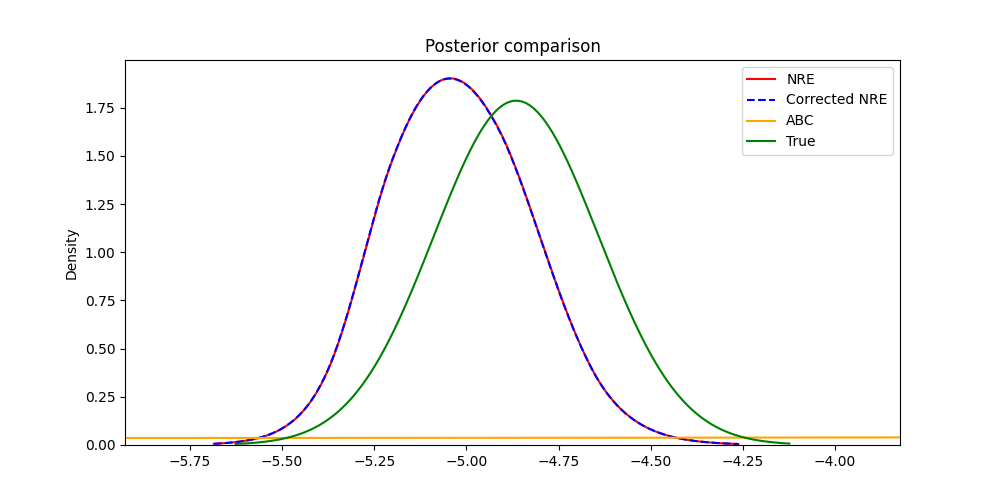 Posterior comparison
NRE
Corrected NRE
ABC
True
Density
1.75
1.50
1.25
1.00
0.75
0.50
0.25
0.00
−5.75 −5.50 −5.25 −5.00 −4.75 −4.50 −4.25 −4.00